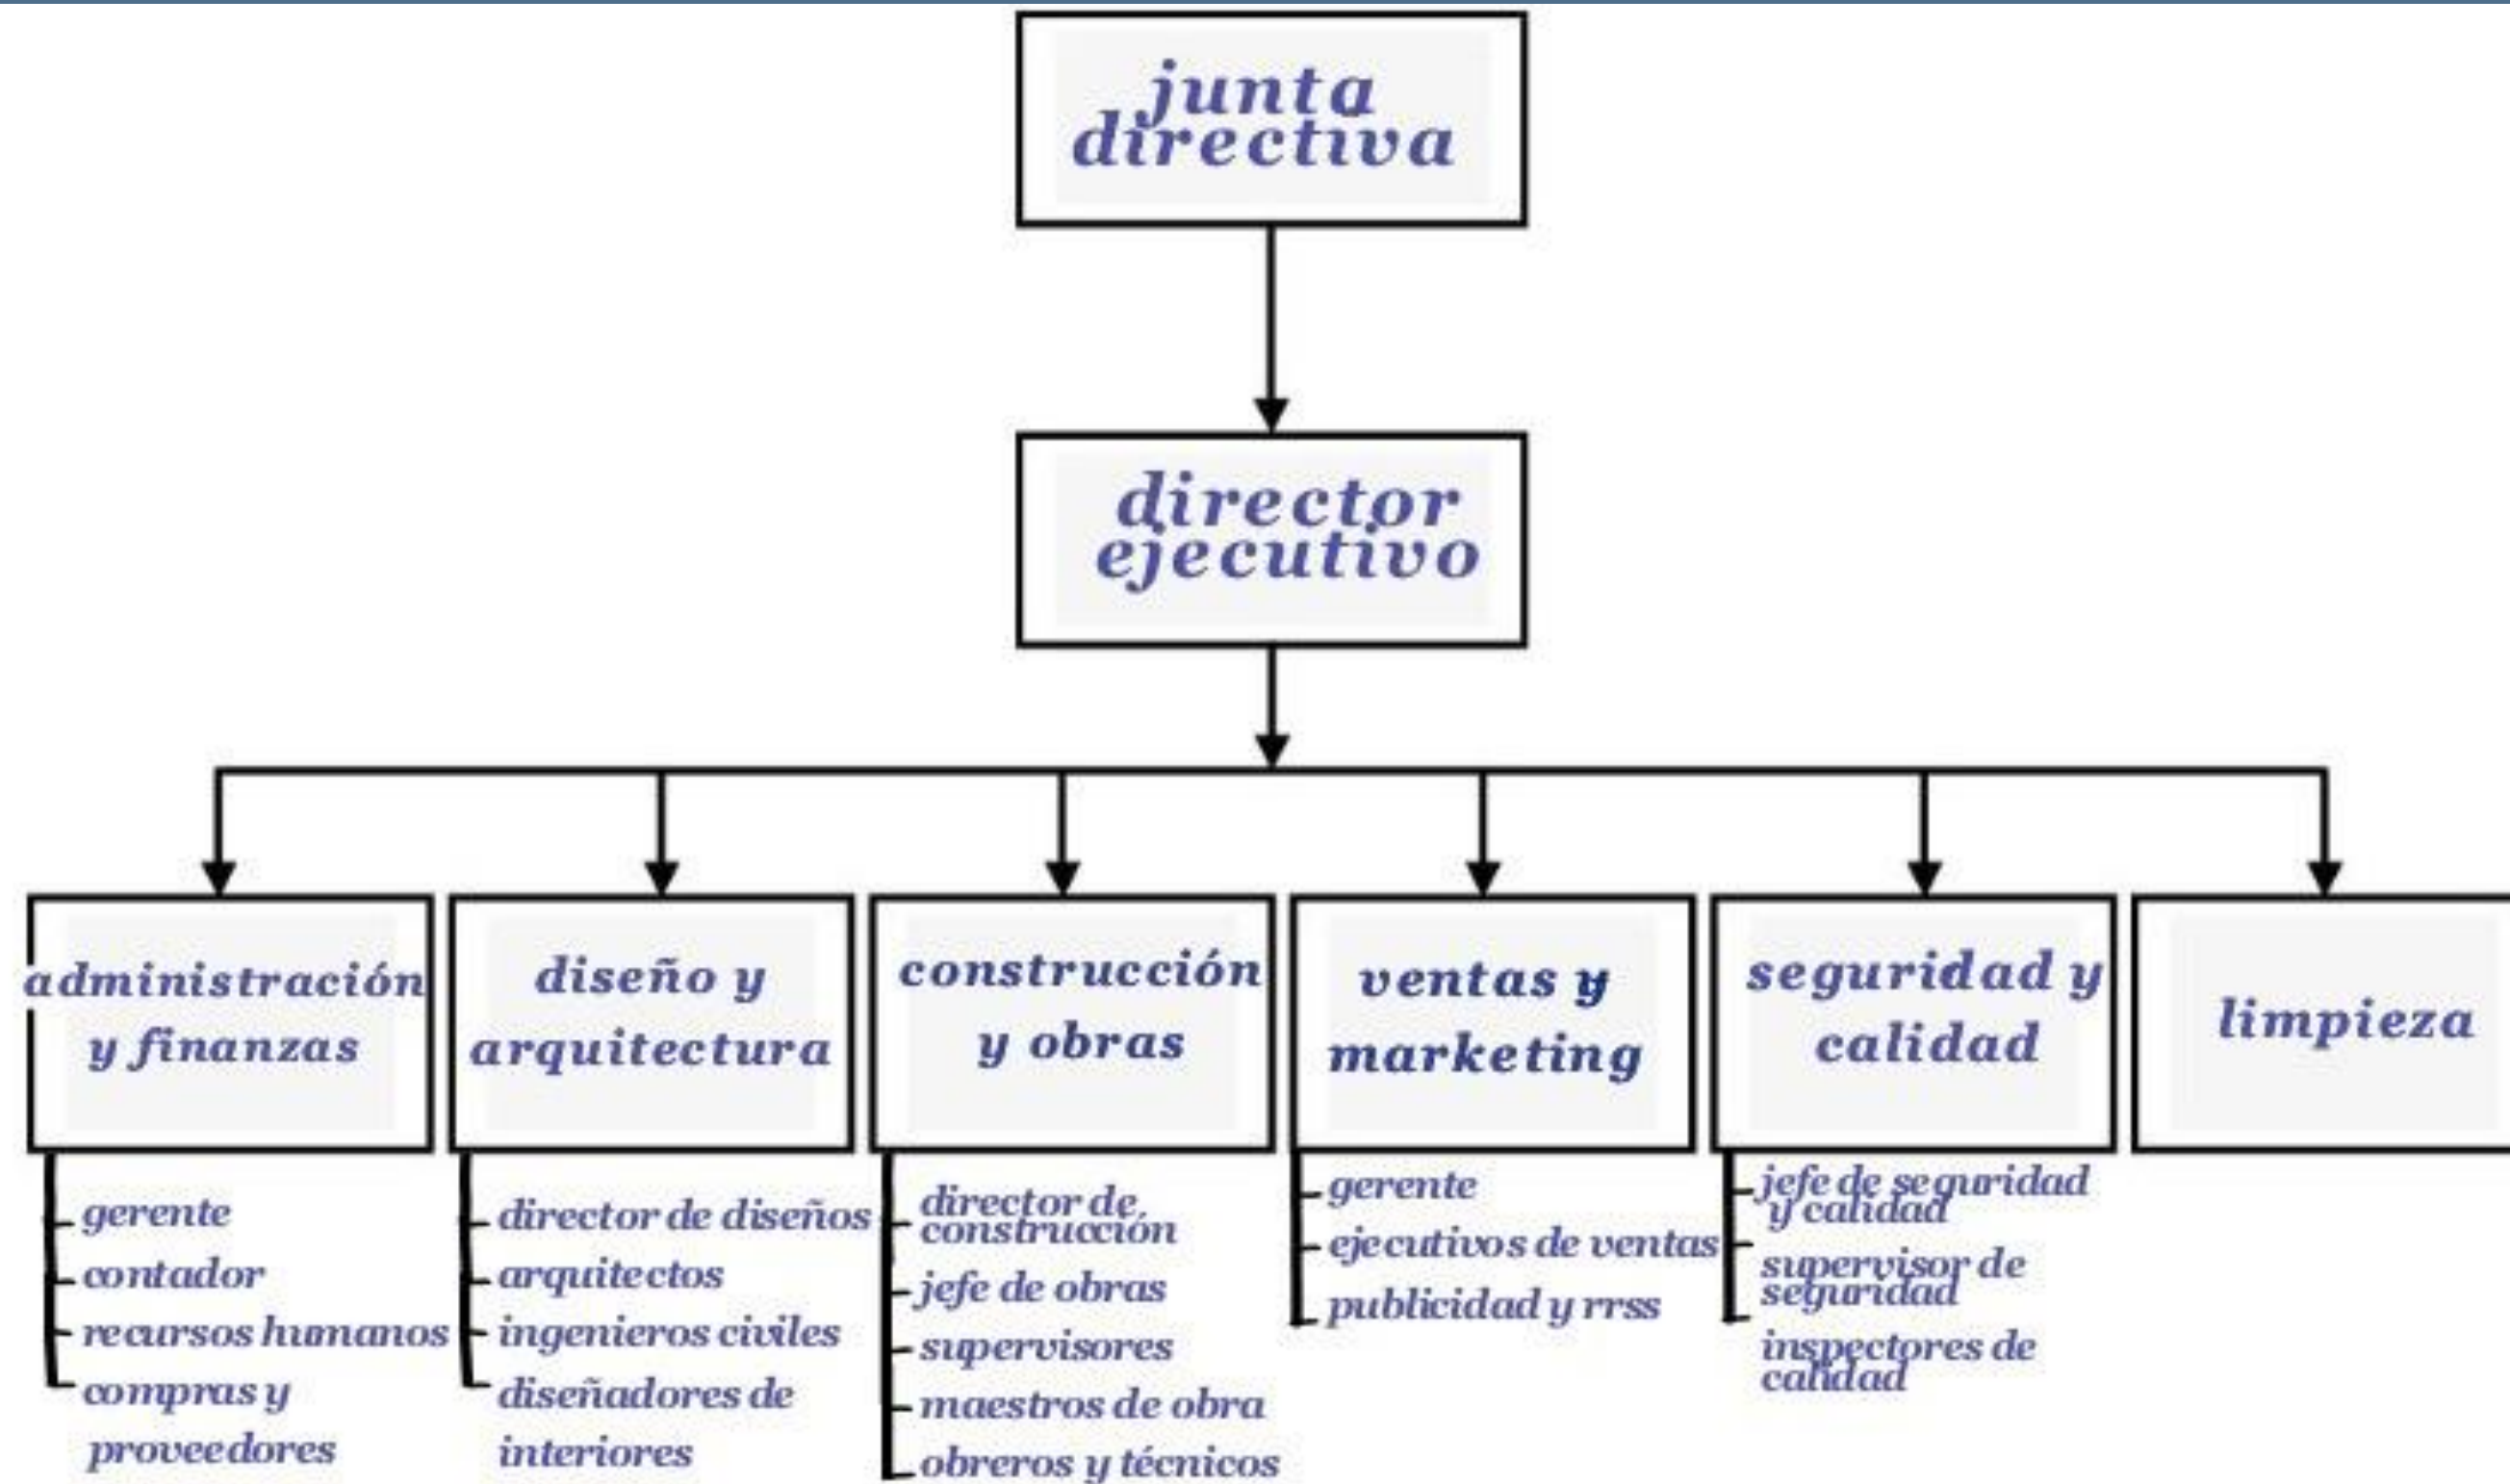 junta
directiva
director
ejecutivo
administración
y finanzas
diseño y
arquitectura
construcción
y obras
ventas y
marketing
seguridad y
calidad
limpieza
gerente
contador
recursos humanos
compras y
proveedores
director de diseños
arquitectos
ingenieros civiles
diseñadores de
interiores
director de
construcción
jefe de obras
supervisores
maestros de obra
obreros y técnicos
gerente
ejecutivos de ventas
publicidad y rrss
jefe de seguridad
y calidad
supervisor de
seguridad
inspectores de
calidad